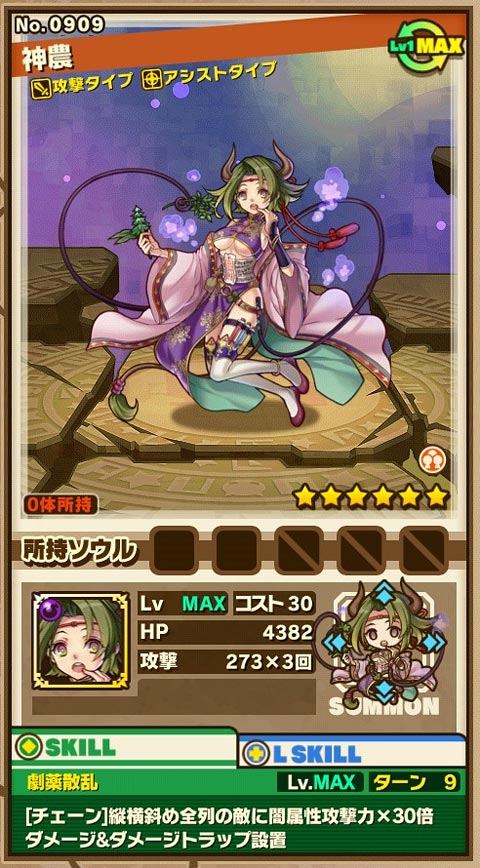 No.0909
Lv1 MAX
神農
攻撃タイプ アシストタイプ
0体所持
所持ソウル
Lv MAX コスト30
HP 4382
攻撃 273×3回
SUMMON
SKILL
L SKILL
劇薬散乱 Lv.MAX ターン 9
[チェーン]縦横斜め全列の敵に闇属性攻撃力×30倍
ダメージ&ダメージトラップ設置